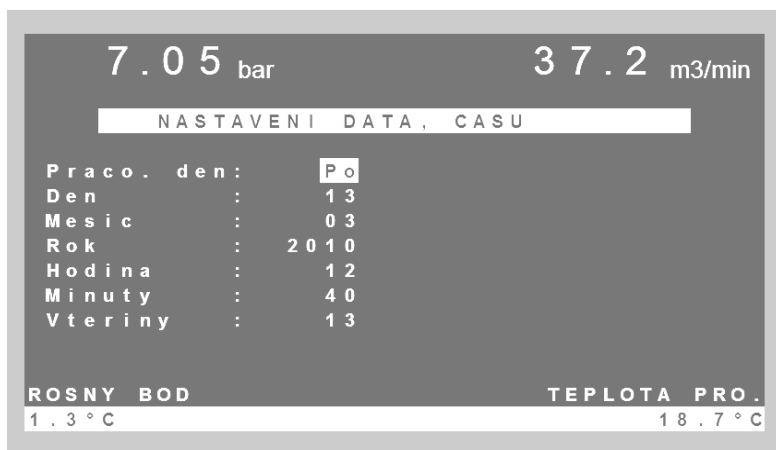 7.05 bar 37.2 m3/min
NASTAVENI DATA, CASU
Praco. den: Po
Den : 13
Mesic : 03
Rok : 2010
Hodina : 12
Minuty : 40
Vteriny : 13
ROSNY BOD TEPLOTA PRO.
1.3°C 18.7°C